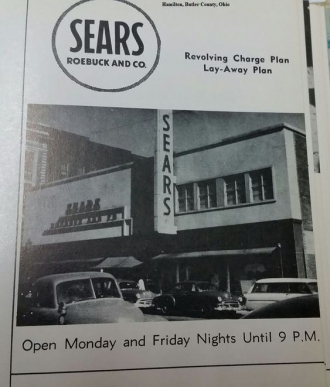 Hamilton, Butler County, Ohio
SEARS
ROEBUCK AND CO.
Revolving Charge Plan
Lay-Away Plan
SEARS
SEARS
Open Monday and Friday Nights Until 9 P.M.